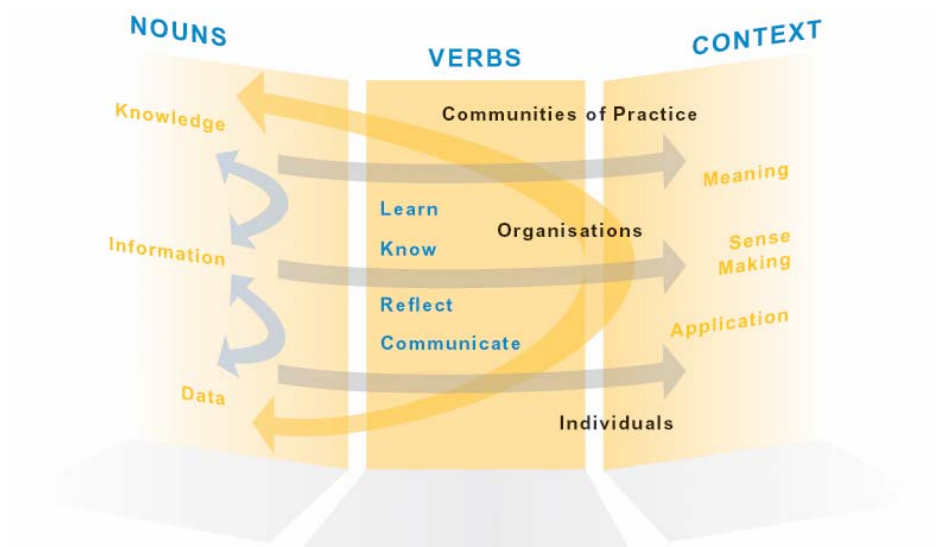 NOUNS
VERBS
CONTEXT
Knowledge
Communities of Practice
Meaning
Learn
Organisations
Know
Information
Sense
Making
Reflect
Application
Communicate
Data
Individuals